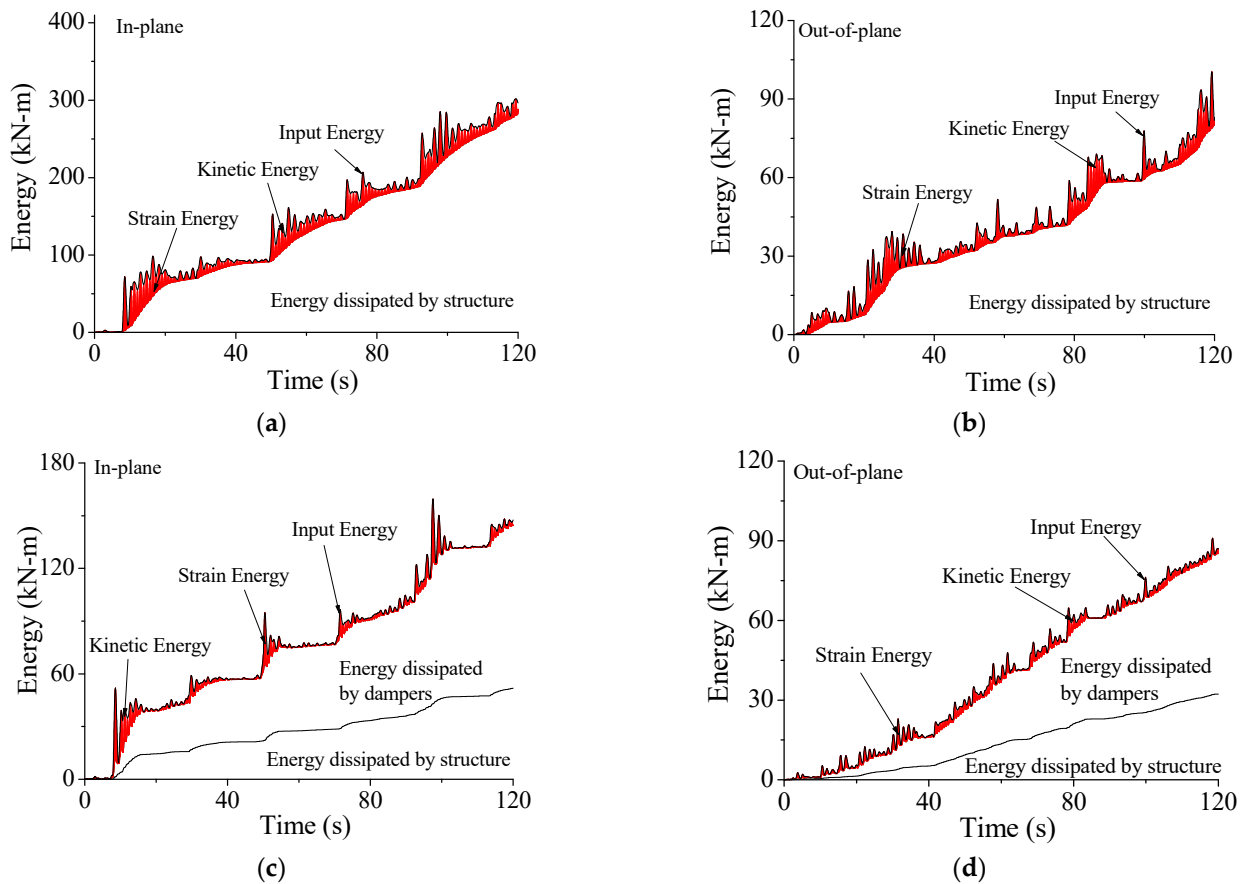 In-plane
Energy (kN-m)
400
300
200
100
0
Input Energy
Kinetic Energy
Strain Energy
Energy dissipated by structure
0 40 80 120
Time (s)
(a)
Out-of-plane
Energy (kN-m)
120
90
60
30
0
Input Energy
Kinetic Energy
Strain Energy
Energy dissipated by structure
0 40 80 120
Time (s)
(b)
In-plane
Energy (kN-m)
180
120
60
0
Input Energy
Strain Energy
Kinetic Energy
Energy dissipated
by dampers
Energy dissipated by structure
0 40 80 120
Time (s)
(c)
Out-of-plane
Energy (kN-m)
120
90
60
30
0
Input Energy
Kinetic Energy
Strain Energy
Energy dissipated
by dampers
Energy dissipated by structure
0 40 80 120
Time (s)
(d)